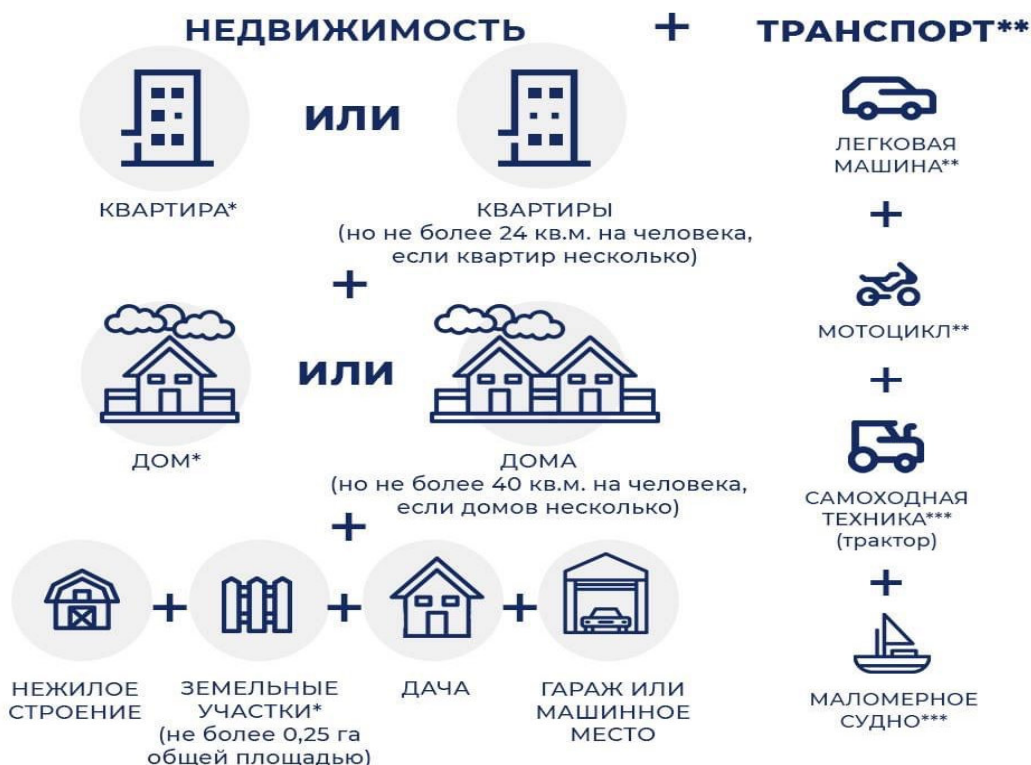 НЕДВИЖИМОСТЬ + ТРАНСПОРТ**
или
КВАРТИРА*
КВАРТИРЫ
(но не более 24 кв.м. на человека,
если квартир несколько)
+
или
ДОМ*
ДОМА
(но не более 40 кв.м. на человека,
если домов несколько)
+
+ + +
НЕЖИЛОЕ
СТРОЕНИЕ
ЗЕМЕЛЬНЫЕ
УЧАСТКИ*
(не более 0,25 га
общей площадью)
ДАЧА
ГАРАЖ ИЛИ
МАШИННОЕ
МЕСТО
ЛЕГКОВАЯ
МАШИНА**
+
МОТОЦИКЛ**
+
САМОХОДНАЯ
ТЕХНИКА***
(трактор)
+
МАЛОМЕРНОЕ
СУДНО***